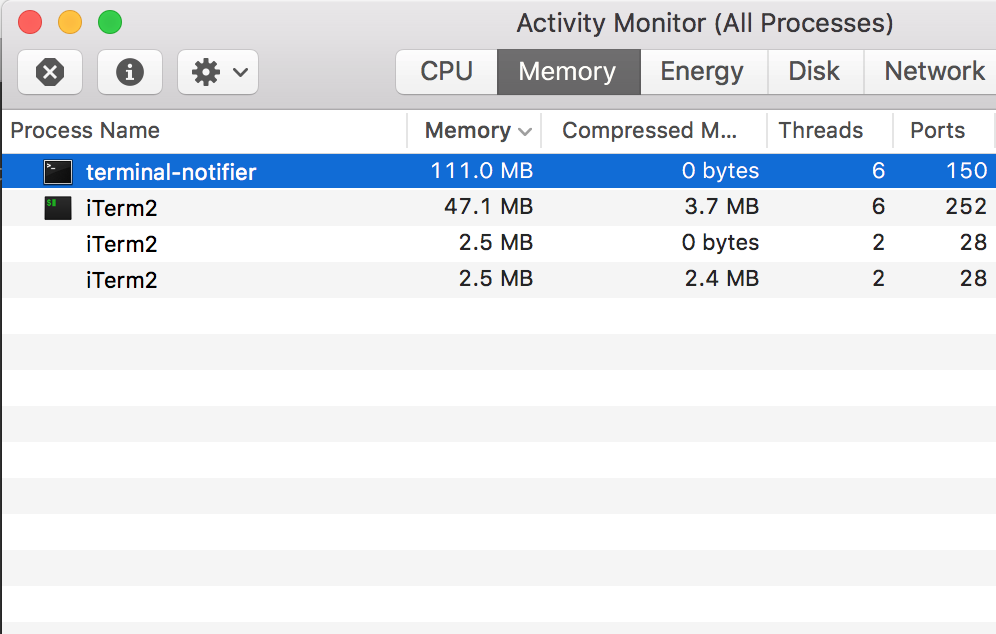 Activity Monitor (All Processes)
CPU Memory Energy Disk Network
Process Name Memory Compressed M... Threads Ports
terminal-notifier 111.0 MB 0 bytes 6 150
iTerm2 47.1 MB 3.7 MB 6 252
iTerm2 2.5 MB 0 bytes 2 28
iTerm2 2.5 MB 2.4 MB 2 28